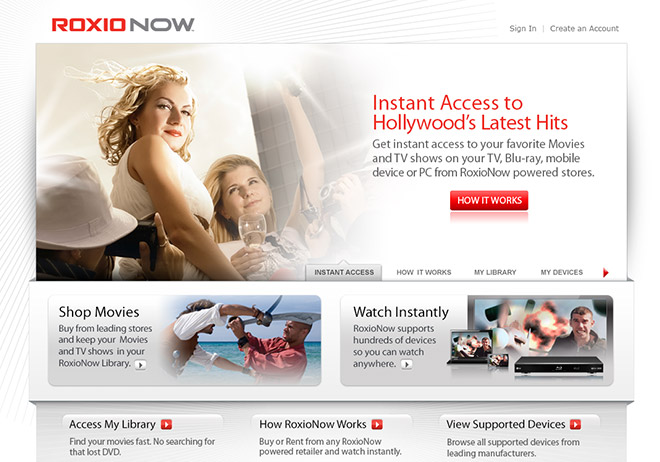 ROXIO NOW
Sign In | Create an Account
Instant Access to
Hollywood's Latest Hits
Get instant access to your favorite Movies
and TV shows on your TV, Blu-ray, mobile
device or PC from RoxioNow powered stores.
HOW IT WORKS
INSTANT ACCESS HOW IT WORKS MY LIBRARY MY DEVICES
Shop Movies
Buy from leading stores
and keep your Movies
and TV shows in your
RoxioNow Library.
Watch Instantly
RoxioNow supports
hundreds of devices
so you can watch
anywhere.
Access My Library
Find your movies fast. No searching for
that lost DVD.
How RoxioNow Works
Buy or Rent from any RoxioNow
powered retailer and watch instantly.
View Supported Devices
Browse all supported devices from
leading manufacturers.